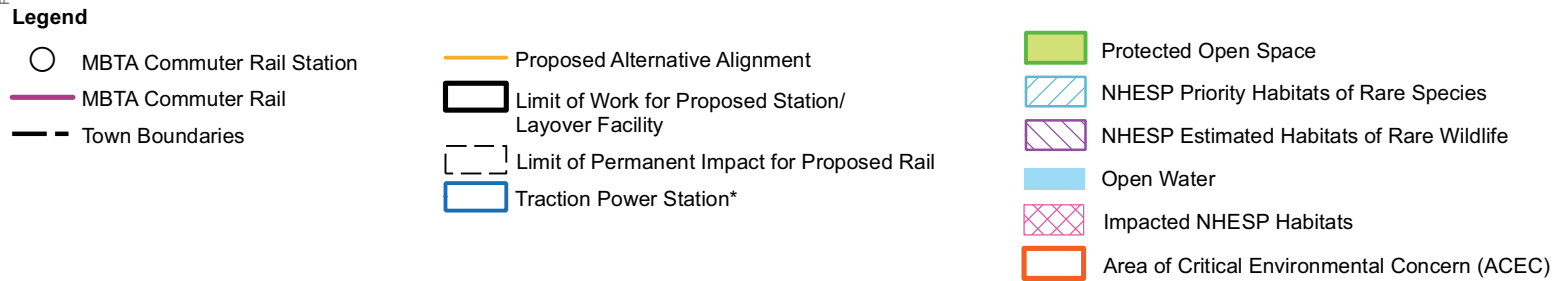 Legend
MBTA Commuter Rail Station
MBTA Commuter Rail
Town Boundaries
Proposed Alternative Alignment
Limit of Work for Proposed Station/
Layover Facility
Limit of Permanent Impact for Proposed Rail
Traction Power Station*
Protected Open Space
NHESP Priority Habitats of Rare Species
NHESP Estimated Habitats of Rare Wildlife
Open Water
Impacted NHESP Habitats
Area of Critical Environmental Concern (ACEC)